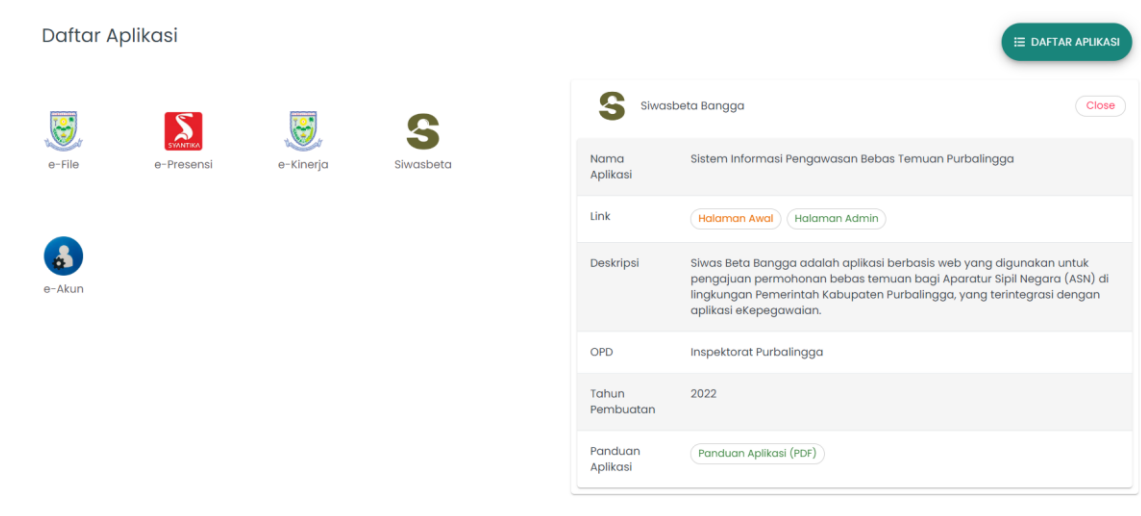 Daftar Aplikasi
DAFTAR APLIKASI
e-File
SYANTIKA
e-Presensi
e-Kinerja
Siwasbeta
e-Akun
Siwasbeta Bangga
Close
Nama
Aplikasi
Sistem Informasi Pengawasan Bebas Temuan Purbalingga
Link
Halaman Awal
Halaman Admin
Deskripsi
Siwas Beta Bangga adalah aplikasi berbasis web yang digunakan untuk
pengajuan permohonan bebas temuan bagi Aparatur Sipil Negara (ASN) di
lingkungan Pemerintah Kabupaten Purbalingga, yang terintegrasi dengan
aplikasi eKepegawaian.
OPD
Inspektorat Purbalingga
Tahun
Pembuatan
2022
Panduan
Aplikasi
Panduan Aplikasi (PDF)